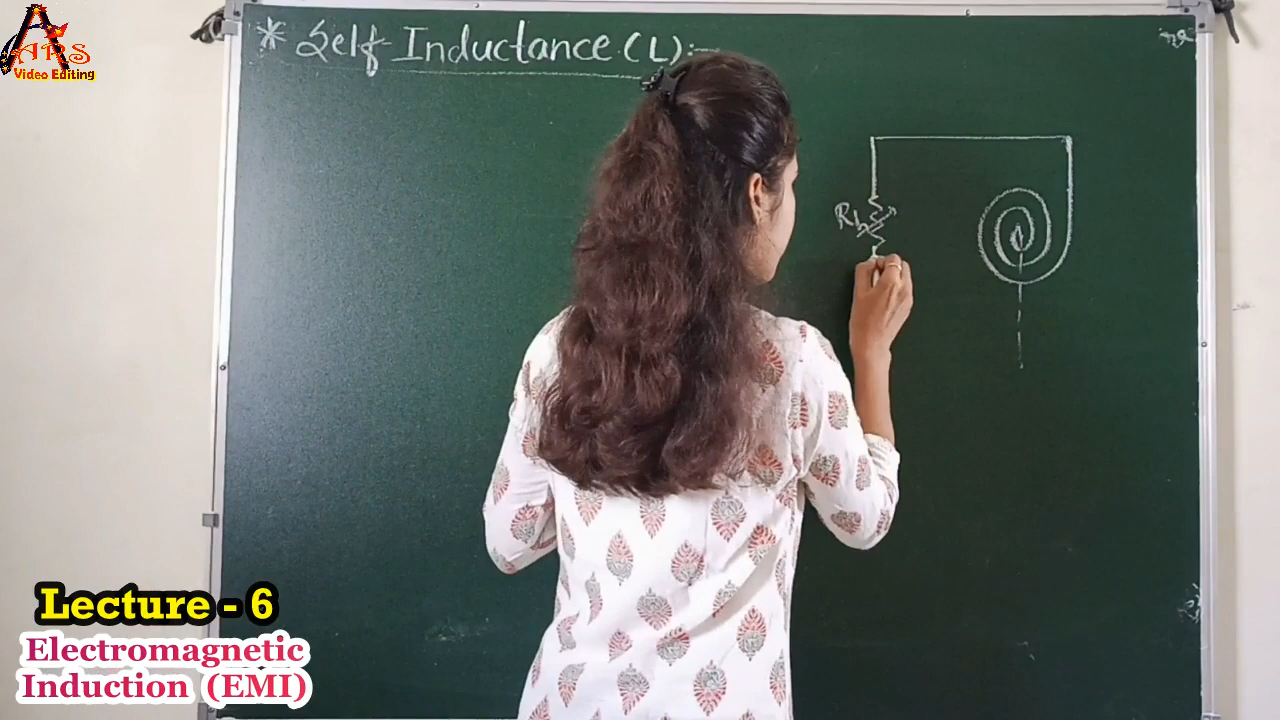 ARS
Video Editing
* Self Inductance (L):-
Rh
Lecture - 6
Electromagnetic
Induction (EMI)